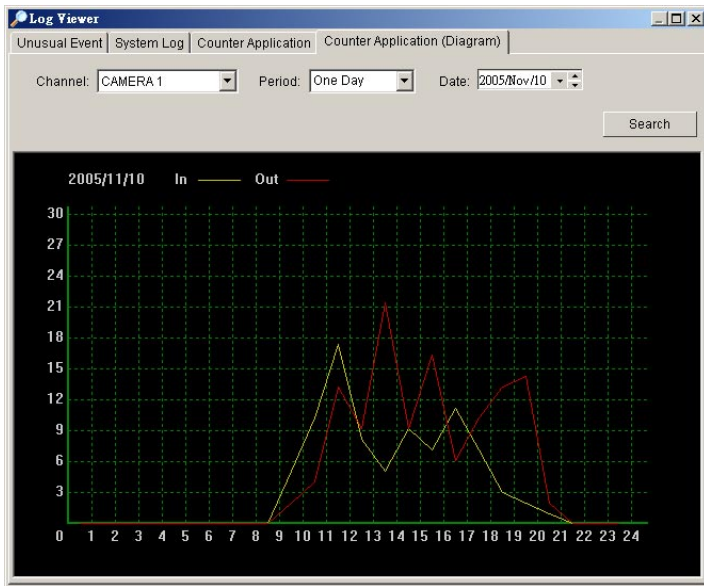 Log Viewer
Unusual Event System Log Counter Application Counter Application (Diagram)
Channel: CAMERA 1 Period: One Day Date: 2005/Nov/10
Search
2005/11/10 In Out
30
27
24
21
18
15
12
9
6
3
0 1 2 3 4 5 6 7 8 9 10 11 12 13 14 15 16 17 18 19 20 21 22 23 24